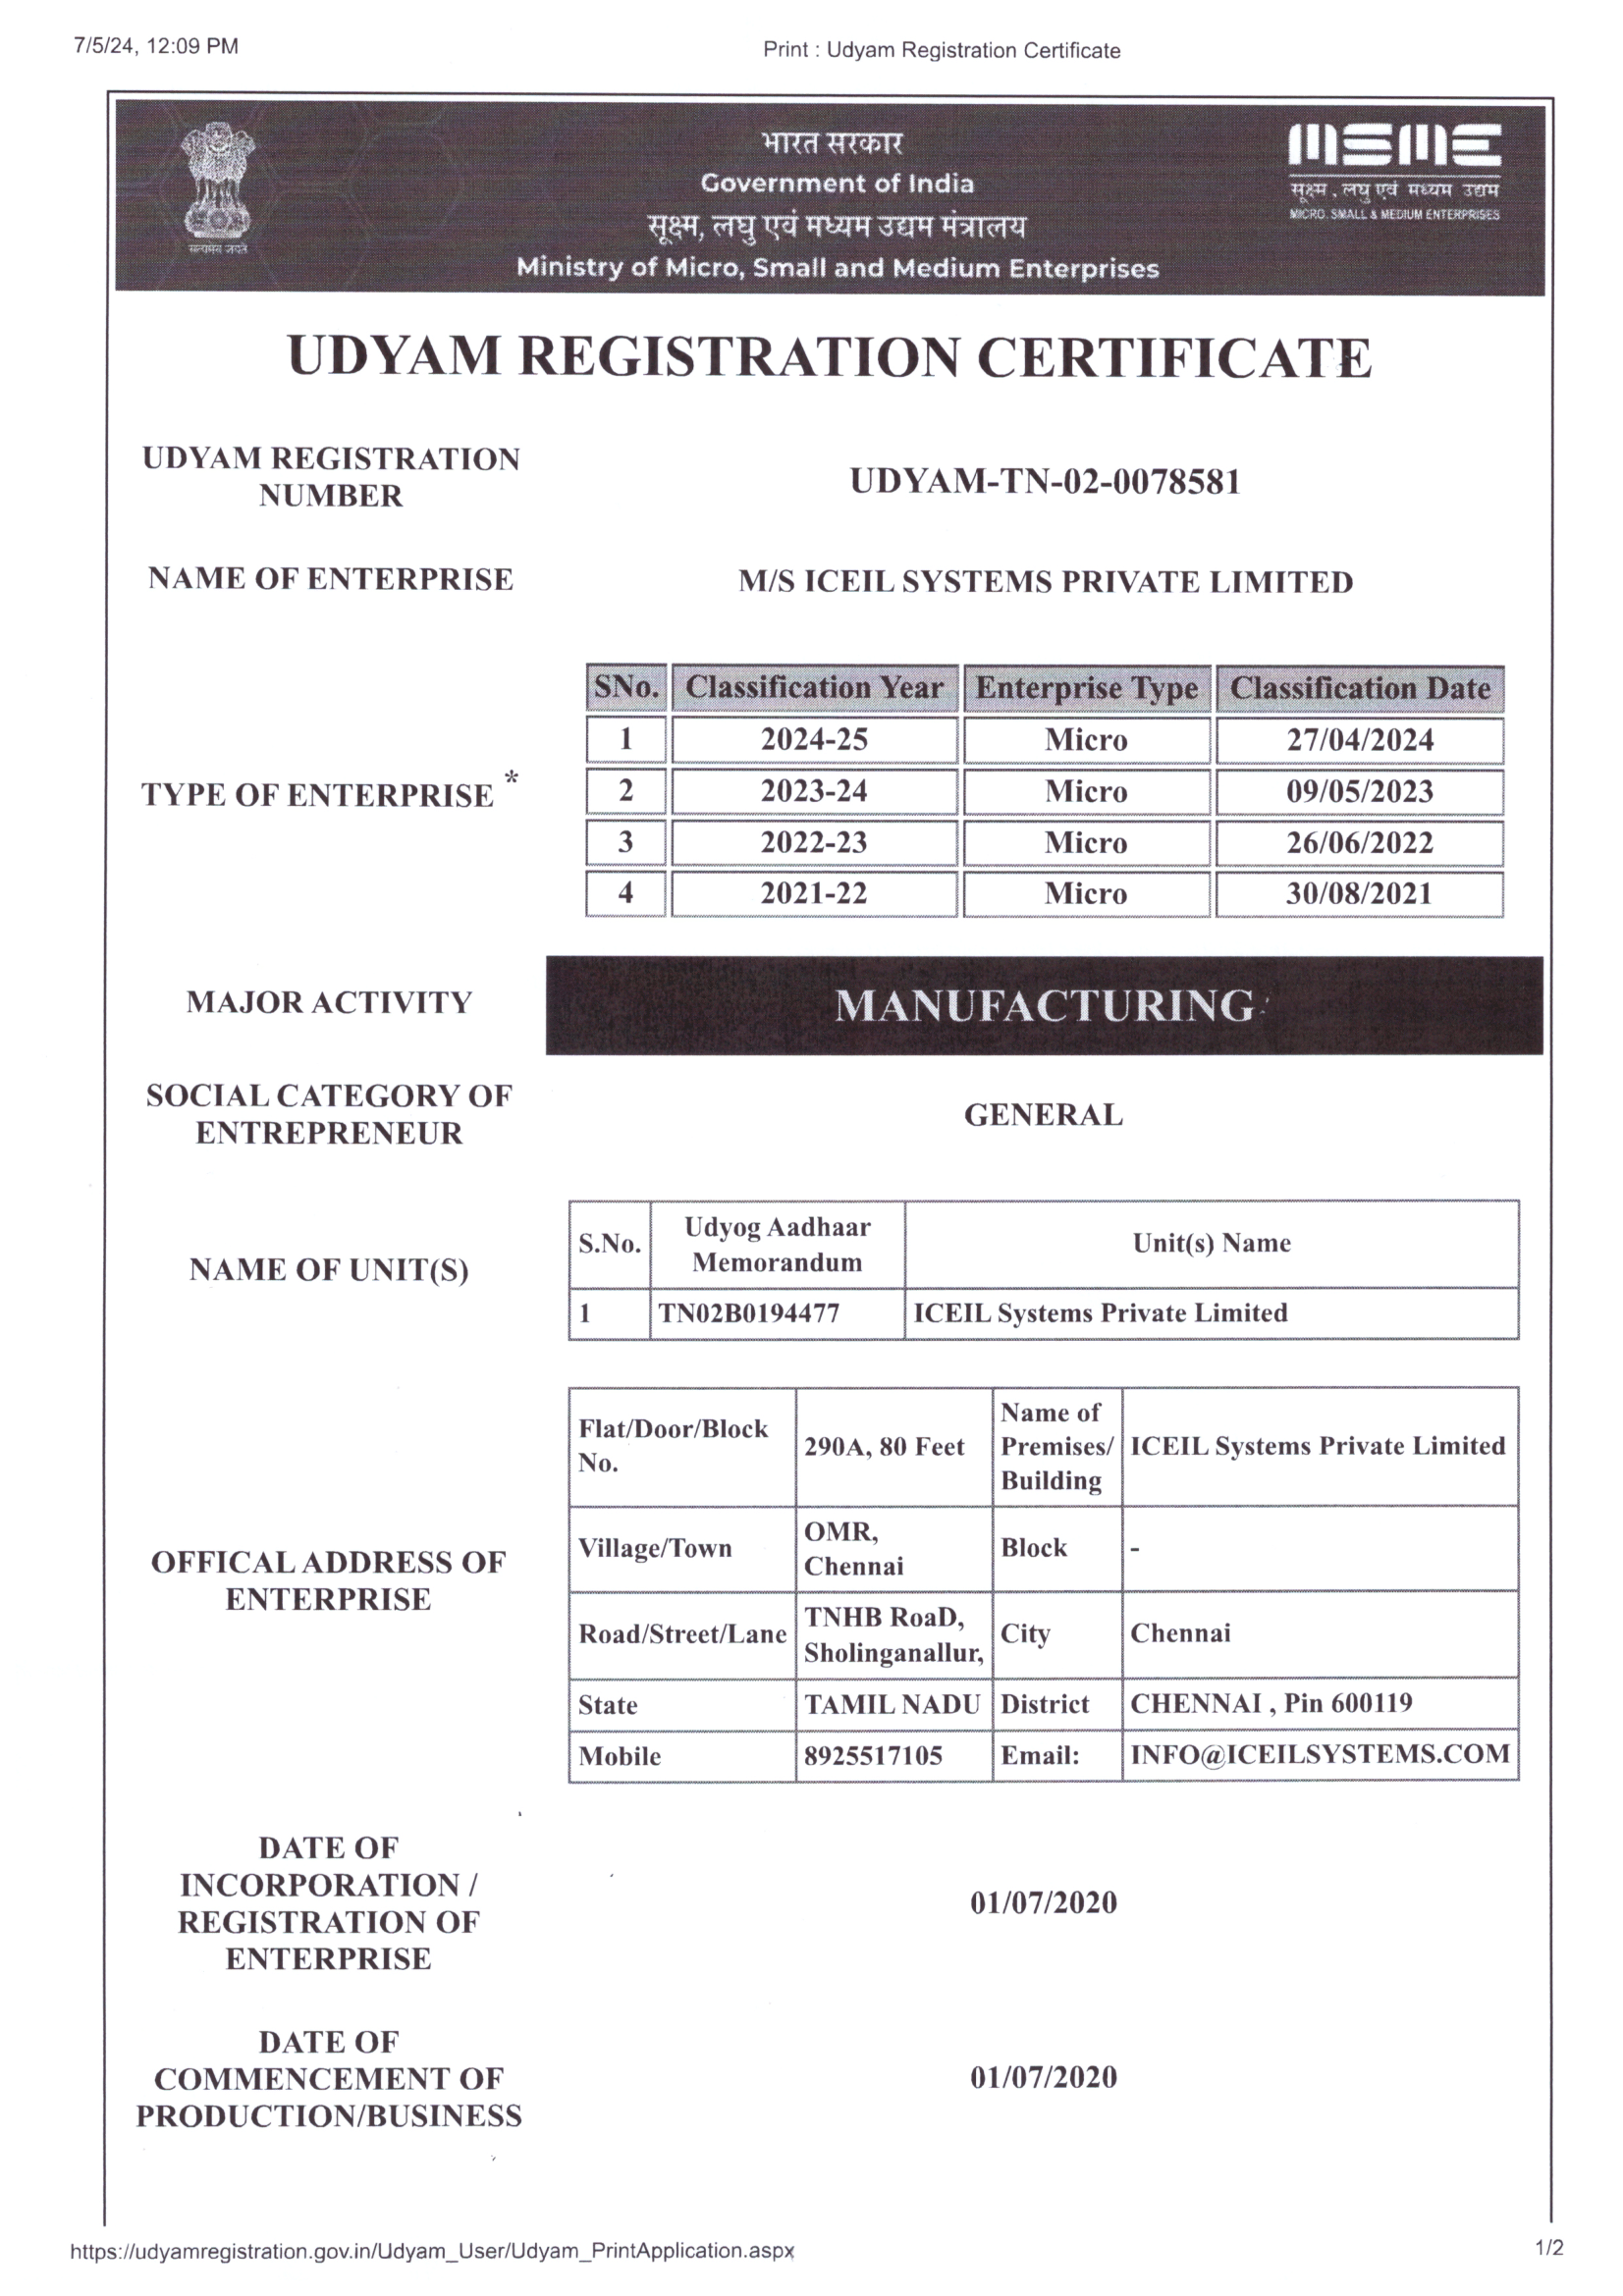 7/5/24, 12:09 PM
Print : Udyam Registration Certificate
भारत सरकार
Government of India
सूक्ष्म, लघु एवं मध्यम उद्यम मंत्रालय
Ministry of Micro, Small and Medium Enterprises
सत्यमेव जयते
MSME
सूक्ष्म , लघु एवं मध्यम उद्यम
MICRO, SMALL & MEDIUM ENTERPRISES
UDYAM REGISTRATION CERTIFICATE
UDYAM REGISTRATION
NUMBER
UDYAM-TN-02-0078581
NAME OF ENTERPRISE
M/S ICEIL SYSTEMS PRIVATE LIMITED
TYPE OF ENTERPRISE *
SNo. Classification Year Enterprise Type Classification Date
1 2024-25 Micro 27/04/2024
2 2023-24 Micro 09/05/2023
3 2022-23 Micro 26/06/2022
4 2021-22 Micro 30/08/2021
MAJOR ACTIVITY
MANUFACTURING
SOCIAL CATEGORY OF
ENTREPRENEUR
GENERAL
NAME OF UNIT(S)
S.No.
Udyog Aadhaar
Memorandum
Unit(s) Name
1 TN02B0194477 ICEIL Systems Private Limited
OFFICAL ADDRESS OF
ENTERPRISE
Flat/Door/Block
No.
290A, 80 Feet
Name of
Premises/
Building
ICEIL Systems Private Limited
Village/Town
OMR,
Chennai
Block
-
Road/Street/Lane
TNHB RoaD,
Sholinganallur,
City
Chennai
State TAMIL NADU District CHENNAI , Pin 600119
Mobile 8925517105 Email: INFO@ICEILSYSTEMS.COM
DATE OF
INCORPORATION /
REGISTRATION OF
ENTERPRISE
01/07/2020
DATE OF
COMMENCEMENT OF
PRODUCTION/BUSINESS
01/07/2020
https://udyamregistration.gov.in/Udyam_User/Udyam_PrintApplication.aspx
1/2